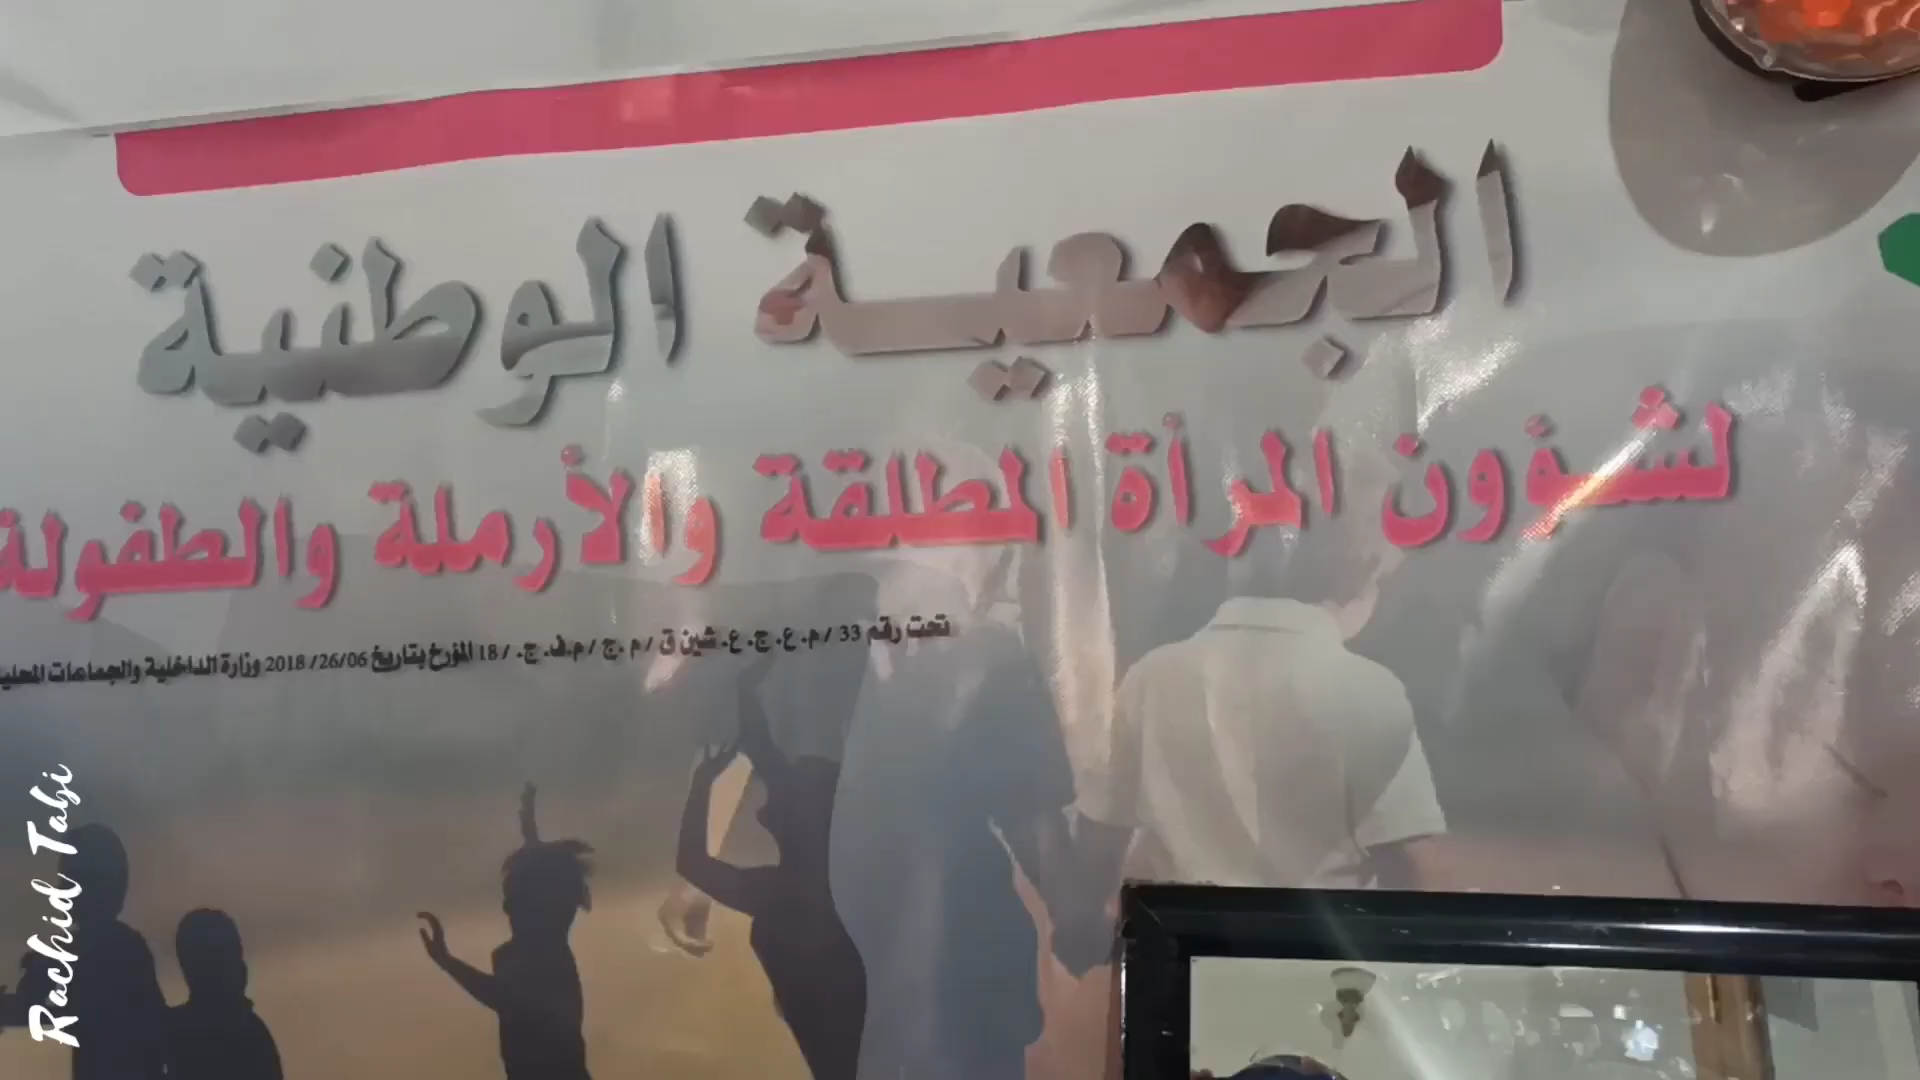 الجمعية الوطنية
لشؤون المرأة المطلقة والأرملة والطفولة
تحت رقم 33 /م.ع.ج.ع. شين ق /م .ج /م.ف.ج. /18 المؤرخ بتاريخ 26/06/ 2018 وزارة الداخلية والجماعات
Rachid Tabi